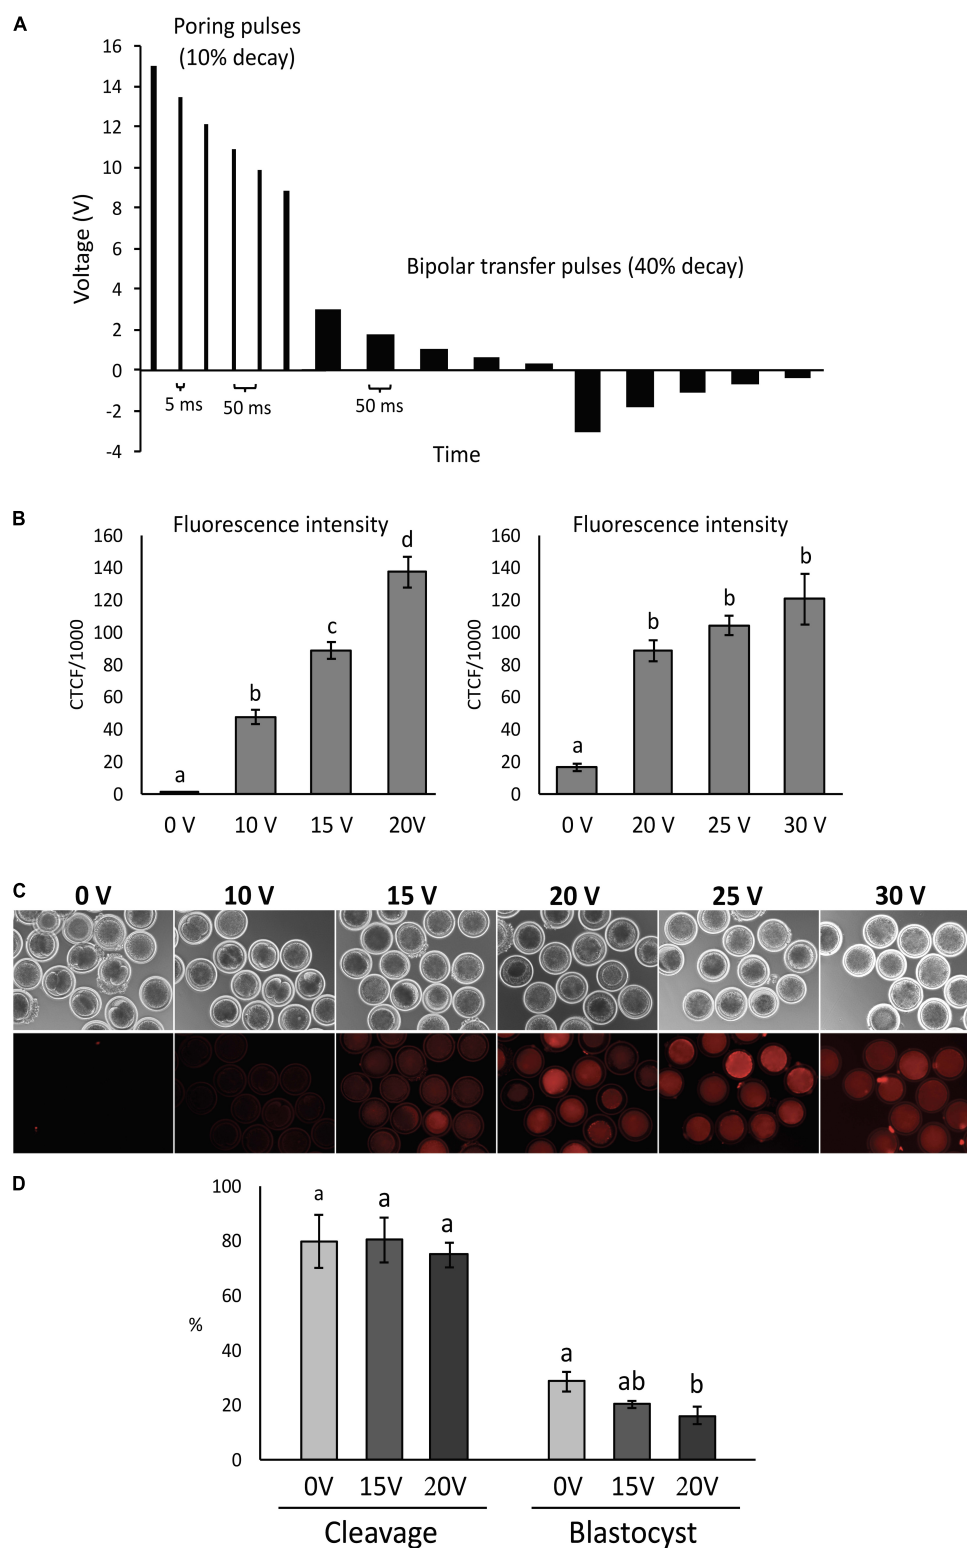 A
Poring pulses
(10% decay)
16
14
12
10
8
6
4
2
0
-2
-4
Voltage (V)
Bipolar transfer pulses (40% decay)
5 ms
50 ms
50 ms
Time
B
Fluorescence intensity
160
140
120
100
80
60
40
20
0
CTCF/1000
a
b
c
d
0 V
10 V
15 V
20V
Fluorescence intensity
160
140
120
100
80
60
40
20
0
CTCF/1000
a
b
b
b
0 V
20 V
25 V
30 V
C
0 V
10 V
15 V
20 V
25 V
30 V
D
100
80
60
40
20
0
%
a
a
a
a
ab
b
0V
15V
20V
0V
15V
20V
Cleavage
Blastocyst